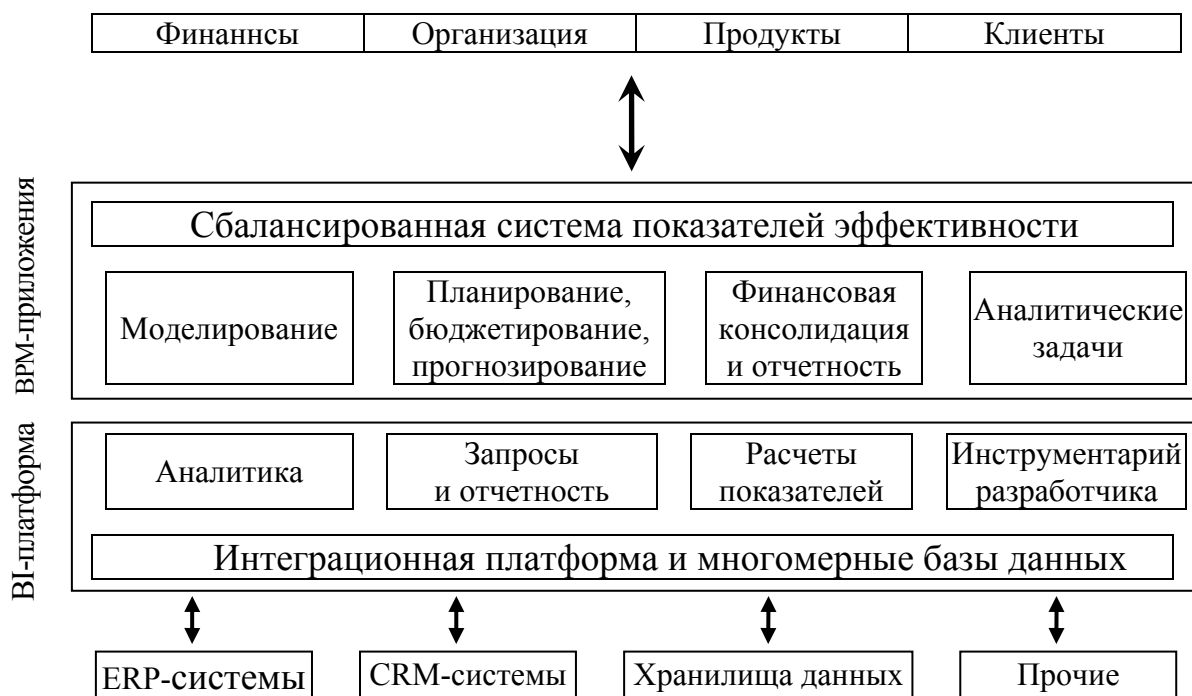 Финаннсы
Организация
Продукты
Клиенты
BPM-приложения
Сбалансированная система показателей эффективности
Моделирование
Планирование,
бюджетирование,
прогнозирование
Финансовая
консолидация
и отчетность
Аналитические
задачи
BI-платформа
Аналитика
Запросы
и отчетность
Расчеты
показателей
Инструментарий
разработчика
Интеграционная платформа и многомерные базы данных
ERP-системы
CRM-системы
Хранилища данных
Прочие